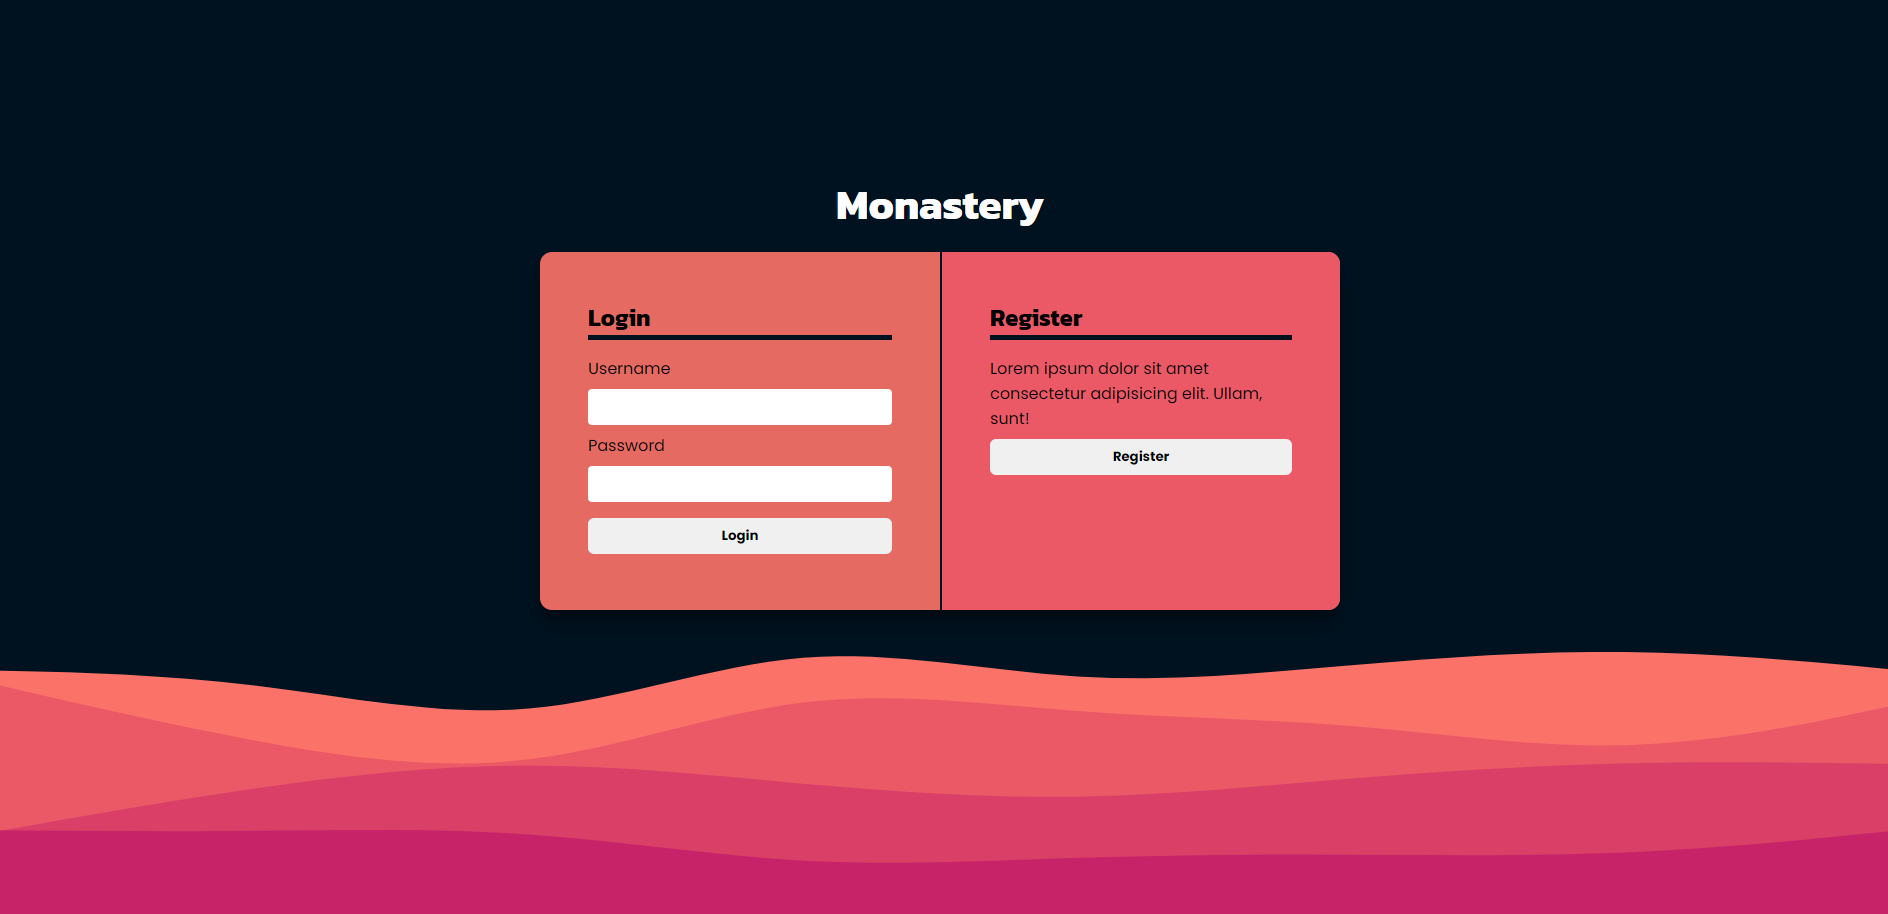 Monastery
Login
Username
Password
Login
Register
Lorem ipsum dolor sit amet
consectetur adipisicing elit. Ullam,
sunt!
Register